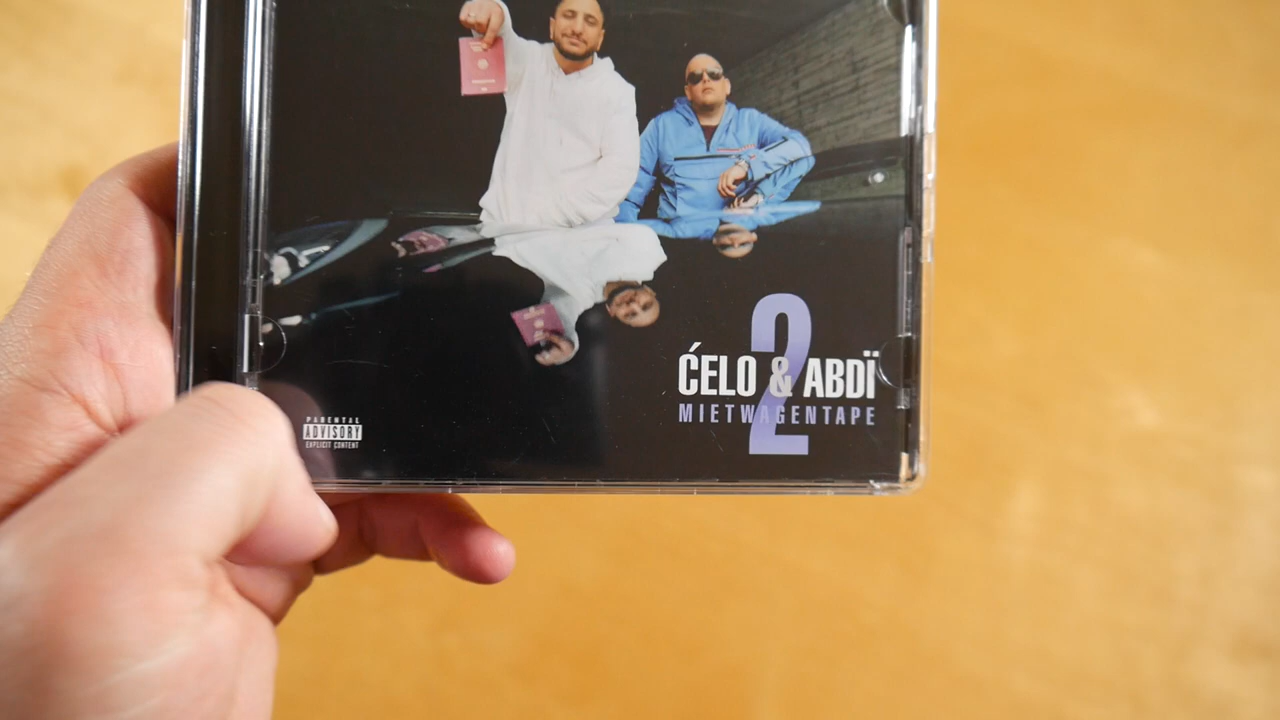 2
ĆELO & ABDÏ
MIETWAGENTAPE
PARENTAL
ADVISORY
EXPLICIT CONTENT